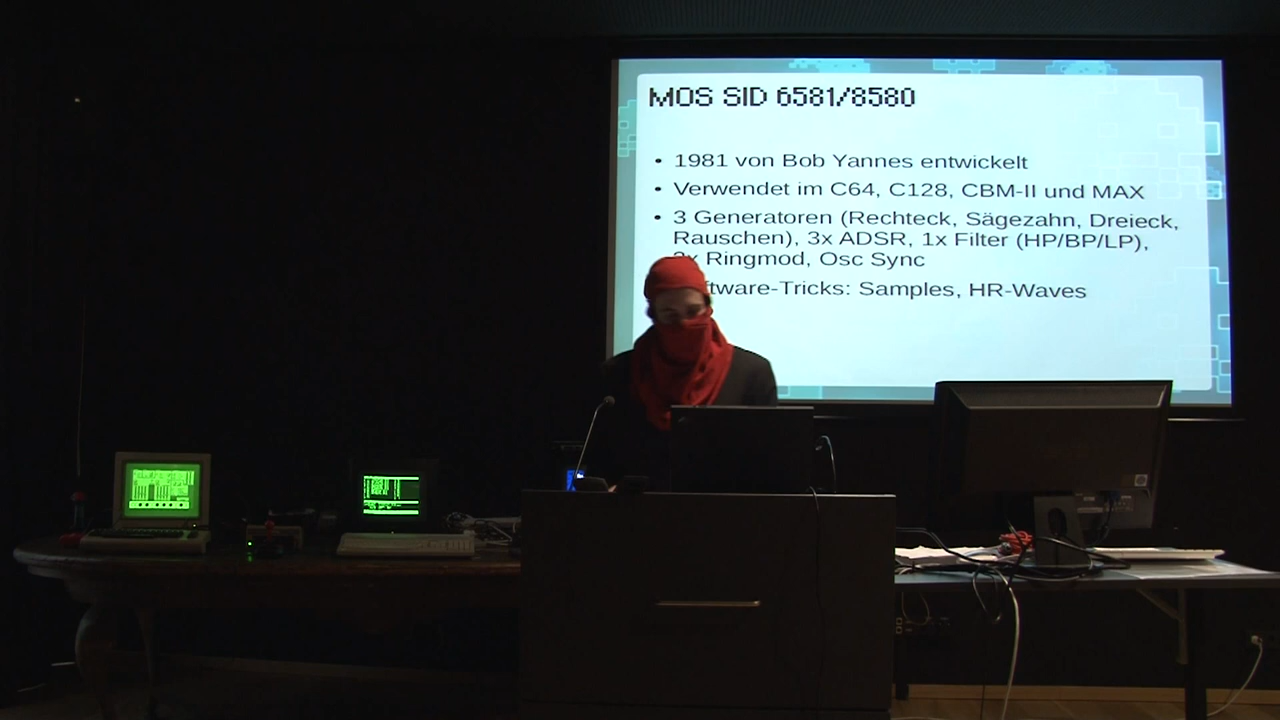 MOS SID 6581/8580
• 1981 von Bob Yannes entwickelt
• Verwendet im C64, C128, CBM-II und MAX
• 3 Generatoren (Rechteck, Sägezahn, Dreieck,
Rauschen), 3x ADSR, 1x Filter (HP/BP/LP),
Ringmod, Osc Sync
Samples, HR-Waves